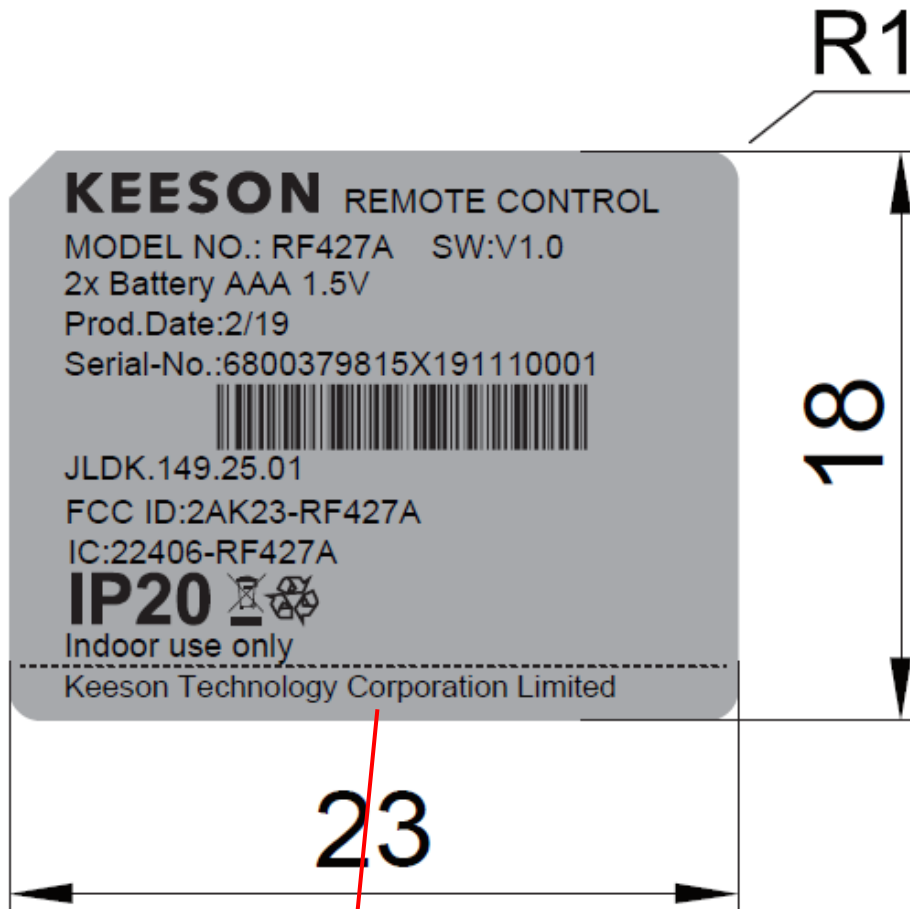 R1
KEESON REMOTE CONTROL
MODEL NO.: RF427A SW:V1.0
2x Battery AAA 1.5V
Prod.Date:2/19
Serial-No.:6800379815X191110001
JLDK.149.25.01
FCC ID:2AK23-RF427A
IC:22406-RF427A
IP20
Indoor use only
Keeson Technology Corporation Limited
18
23